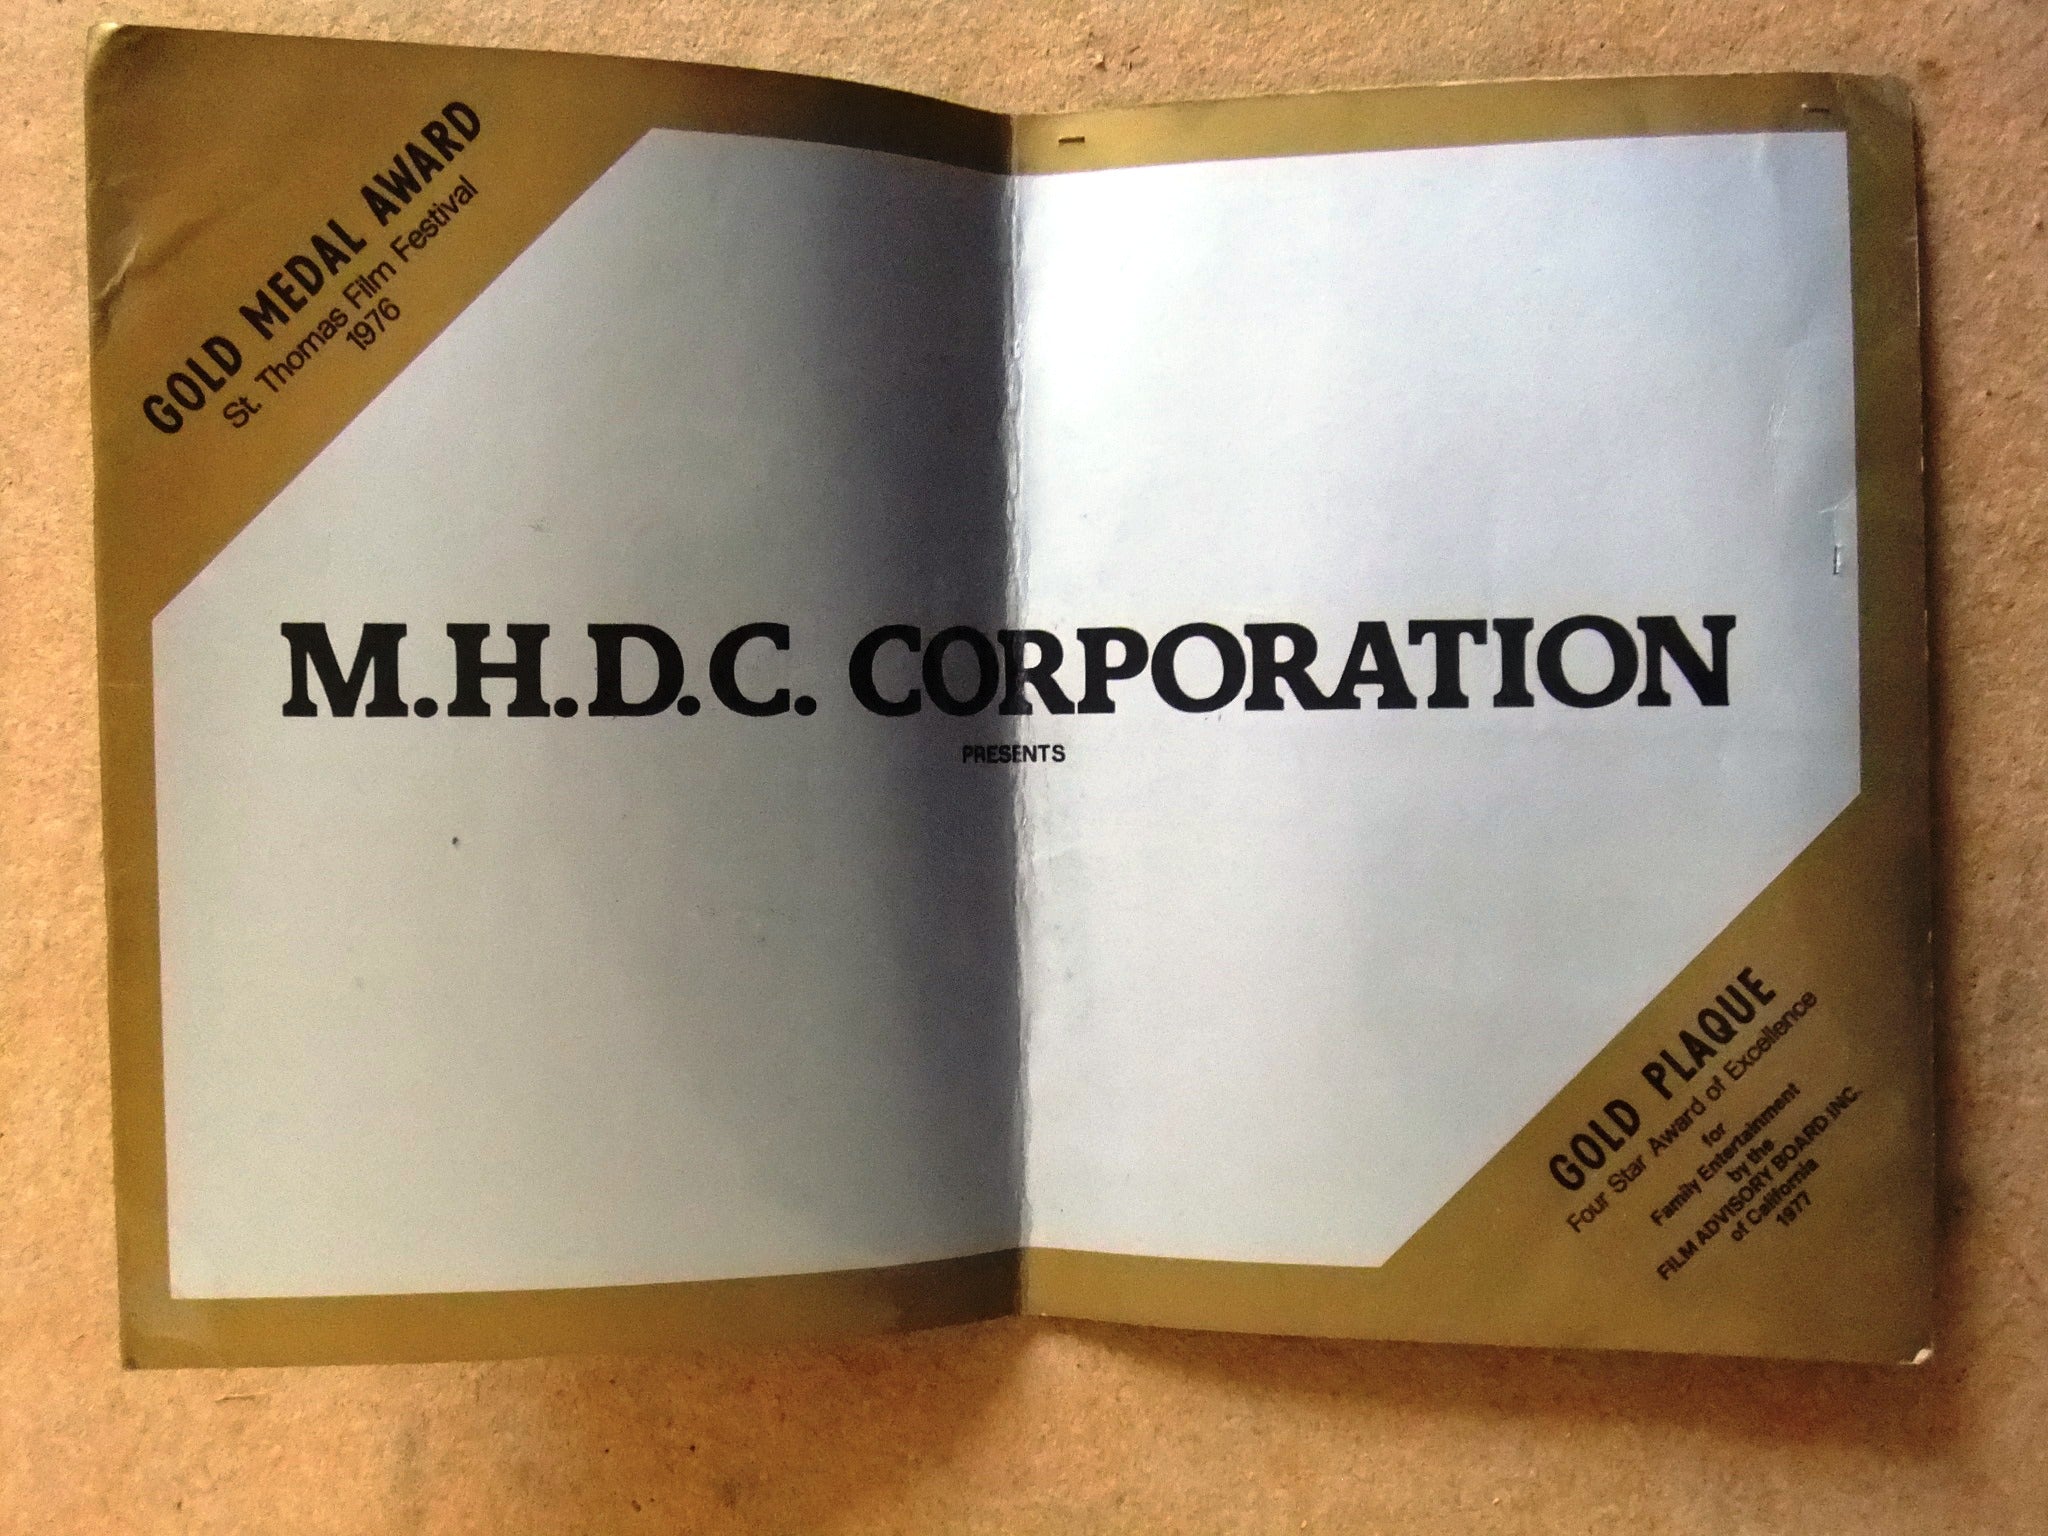 GOLD MEDAL AWARD
St. Thomas Film Festival
1976
M.H.D.C. CORPORATION
PRESENTS
GOLD PLAQUE
Four Star Award of Excellence
for
Family Entertainment
by the
FILM ADVISORY BOARD INC.
of California
1977